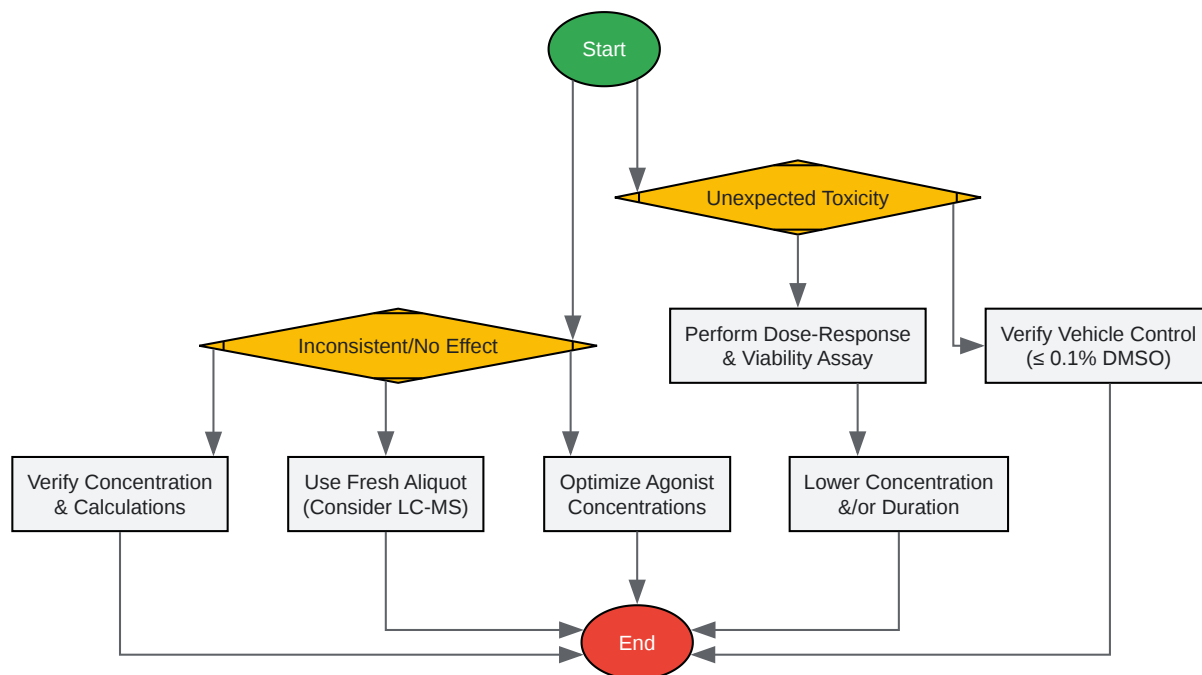 Start
Unexpected Toxicity
Inconsistent/No Effect
Perform Dose-Response
& Viability Assay
Verify Vehicle Control
(≤ 0.1% DMSO)
Verify Concentration
& Calculations
Use Fresh Aliquot
(Consider LC-MS)
Optimize Agonist
Concentrations
Lower Concentration
&/or Duration
End